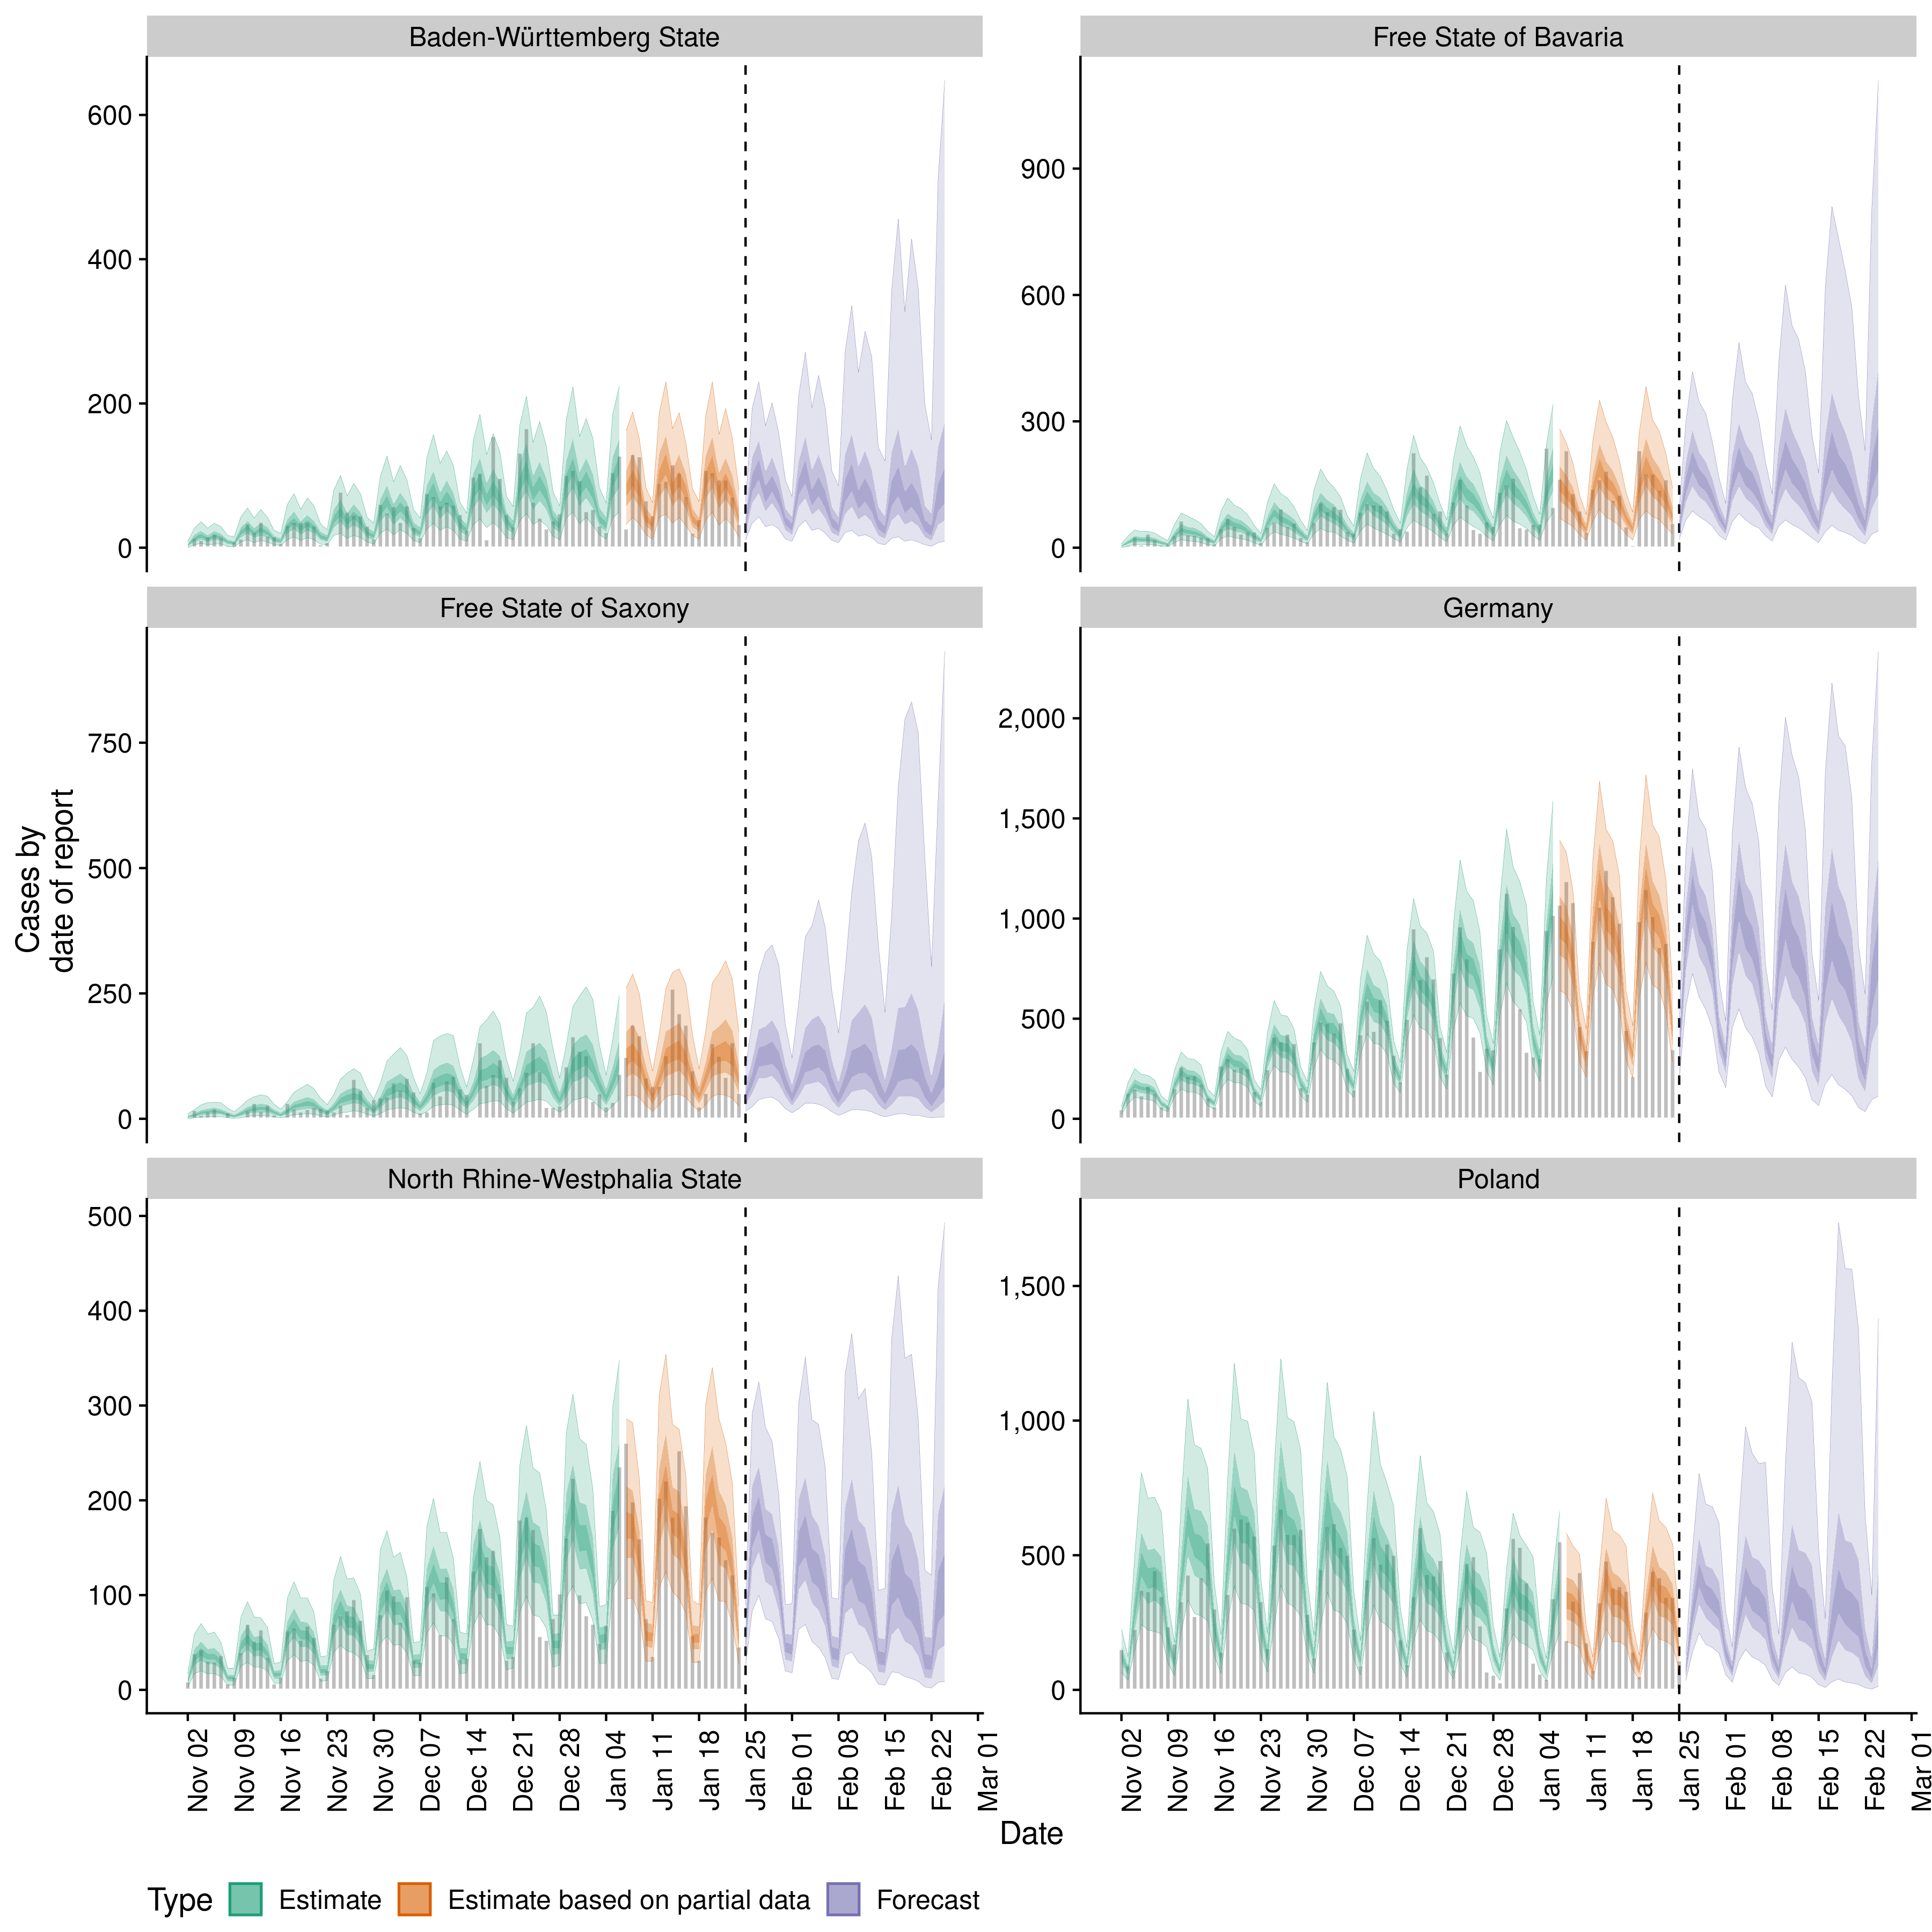 Baden-Württemberg State
Free State of Bavaria
600
400
200
0
900
600
300
0
Free State of Saxony
Germany
750
500
250
0
2,000
1,500
1,000
500
0
North Rhine-Westphalia State
Poland
500
400
300
200
100
0
1,500
1,000
500
0
Cases by
date of report
Nov 02
Nov 09
Nov 16
Nov 23
Nov 30
Dec 07
Dec 14
Dec 21
Dec 28
Jan 04
Jan 11
Jan 18
Jan 25
Feb 01
Feb 08
Feb 15
Feb 22
Mar 01
Nov 02
Nov 09
Nov 16
Nov 23
Nov 30
Dec 07
Dec 14
Dec 21
Dec 28
Jan 04
Jan 11
Jan 18
Jan 25
Feb 01
Feb 08
Feb 15
Feb 22
Mar 01
Date
Type Estimate Estimate based on partial data Forecast